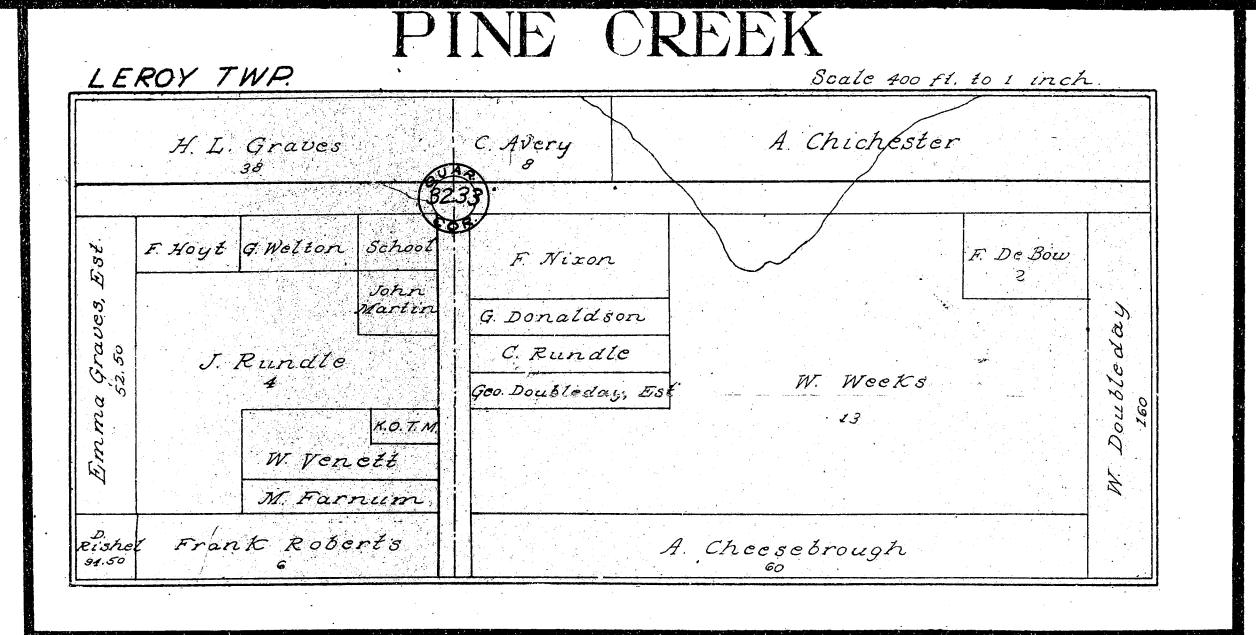 PINE CREEK
LEROY TWP.
Scale 400 ft. to 1 inch.
H. L. Graves
38
C. Avery
8
A. Chichester
QUAR.
3233
COR.
Emma Graves, Est.
52.50
F. Hoyt
G. Welton
School
John
Martin
J. Rundle
4
K.O.T.M.
W. Venett
M. Farnum
D.
Rishel
94.50
Frank Roberts
6
F. Nixon
G. Donaldson
C. Rundle
Geo. Doubleday, Est
W. Weeks
13
F. De Bow
2
W. Doubleday
160
A. Cheesebrough
60